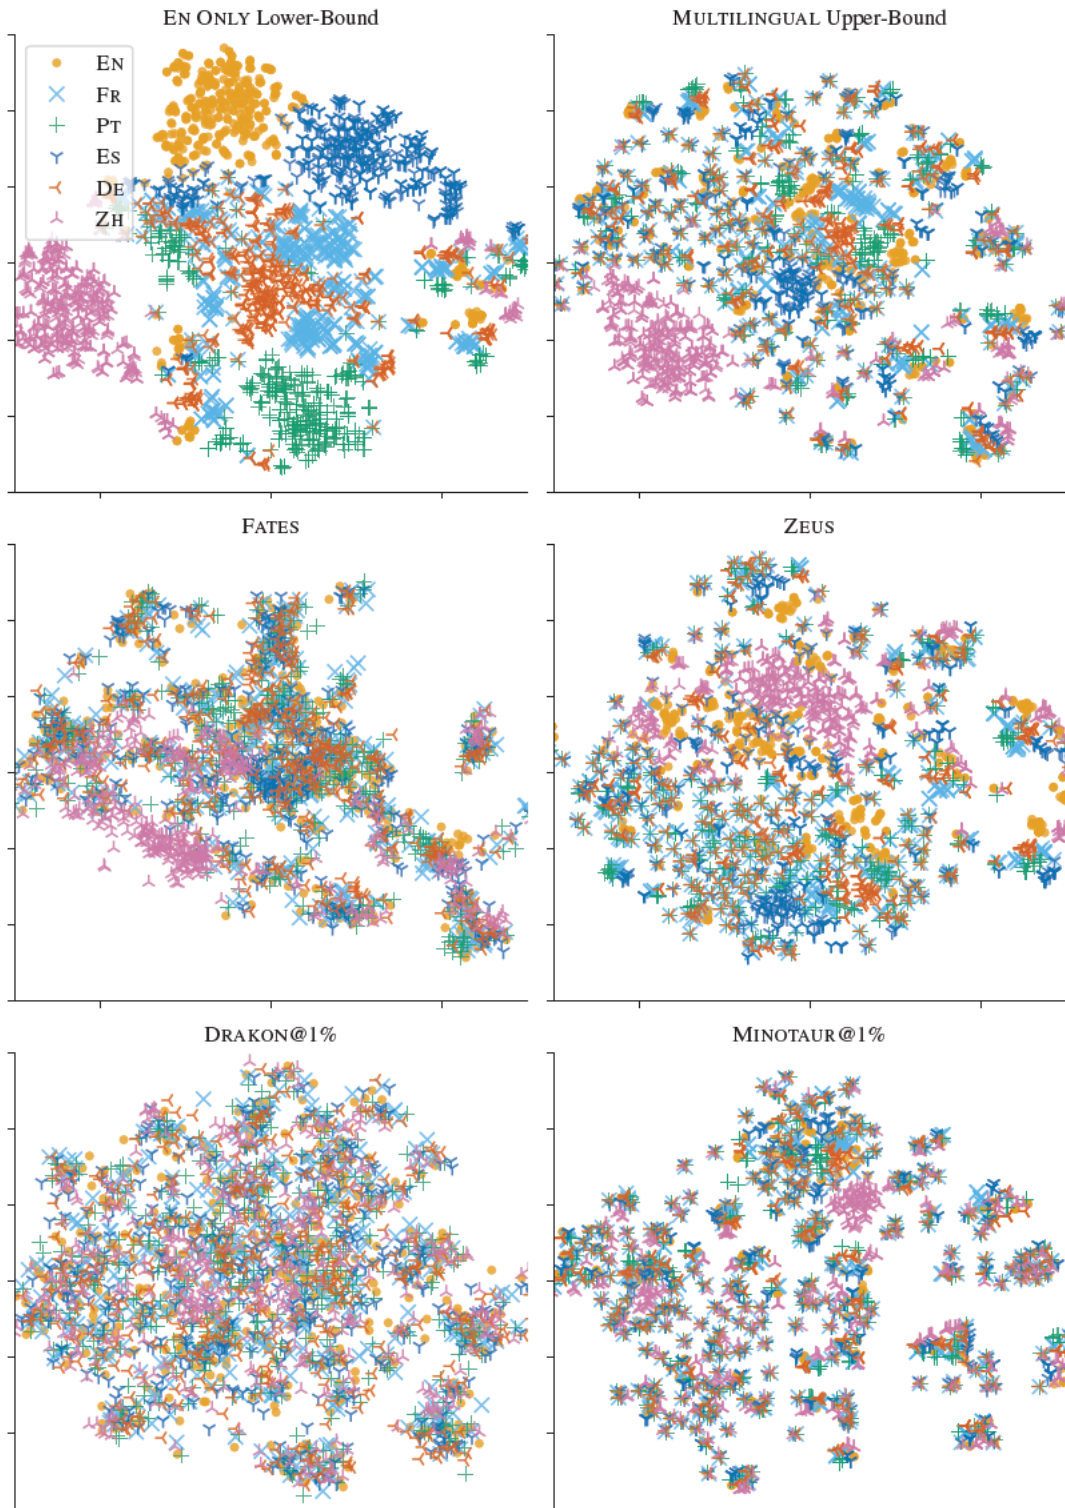 EN ONLY Lower-Bound
MULTILINGUAL Upper-Bound
EN
FR
PT
ES
DE
ZH
FATES
ZEUS
DRAKON@1%
MINOTAUR@1%